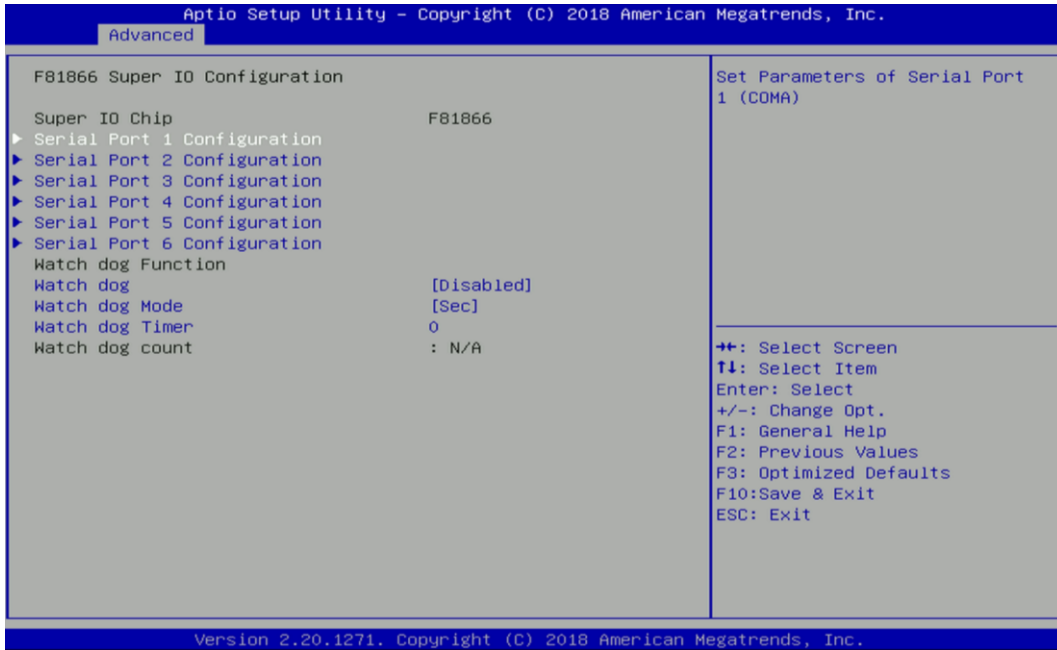 Aptio Setup Utility – Copyright (C) 2018 American Megatrends, Inc.
Advanced
F81866 Super IO Configuration
Super IO Chip F81866
▶ Serial Port 1 Configuration
▶ Serial Port 2 Configuration
▶ Serial Port 3 Configuration
▶ Serial Port 4 Configuration
▶ Serial Port 5 Configuration
▶ Serial Port 6 Configuration
Watch dog Function
Watch dog [Disabled]
Watch dog Mode [Sec]
Watch dog Timer 0
Watch dog count : N/A
Set Parameters of Serial Port
1 (COMA)
→←: Select Screen
↑↓: Select Item
Enter: Select
+/-: Change Opt.
F1: General Help
F2: Previous Values
F3: Optimized Defaults
F10:Save & Exit
ESC: Exit
Version 2.20.1271. Copyright (C) 2018 American Megatrends, Inc.